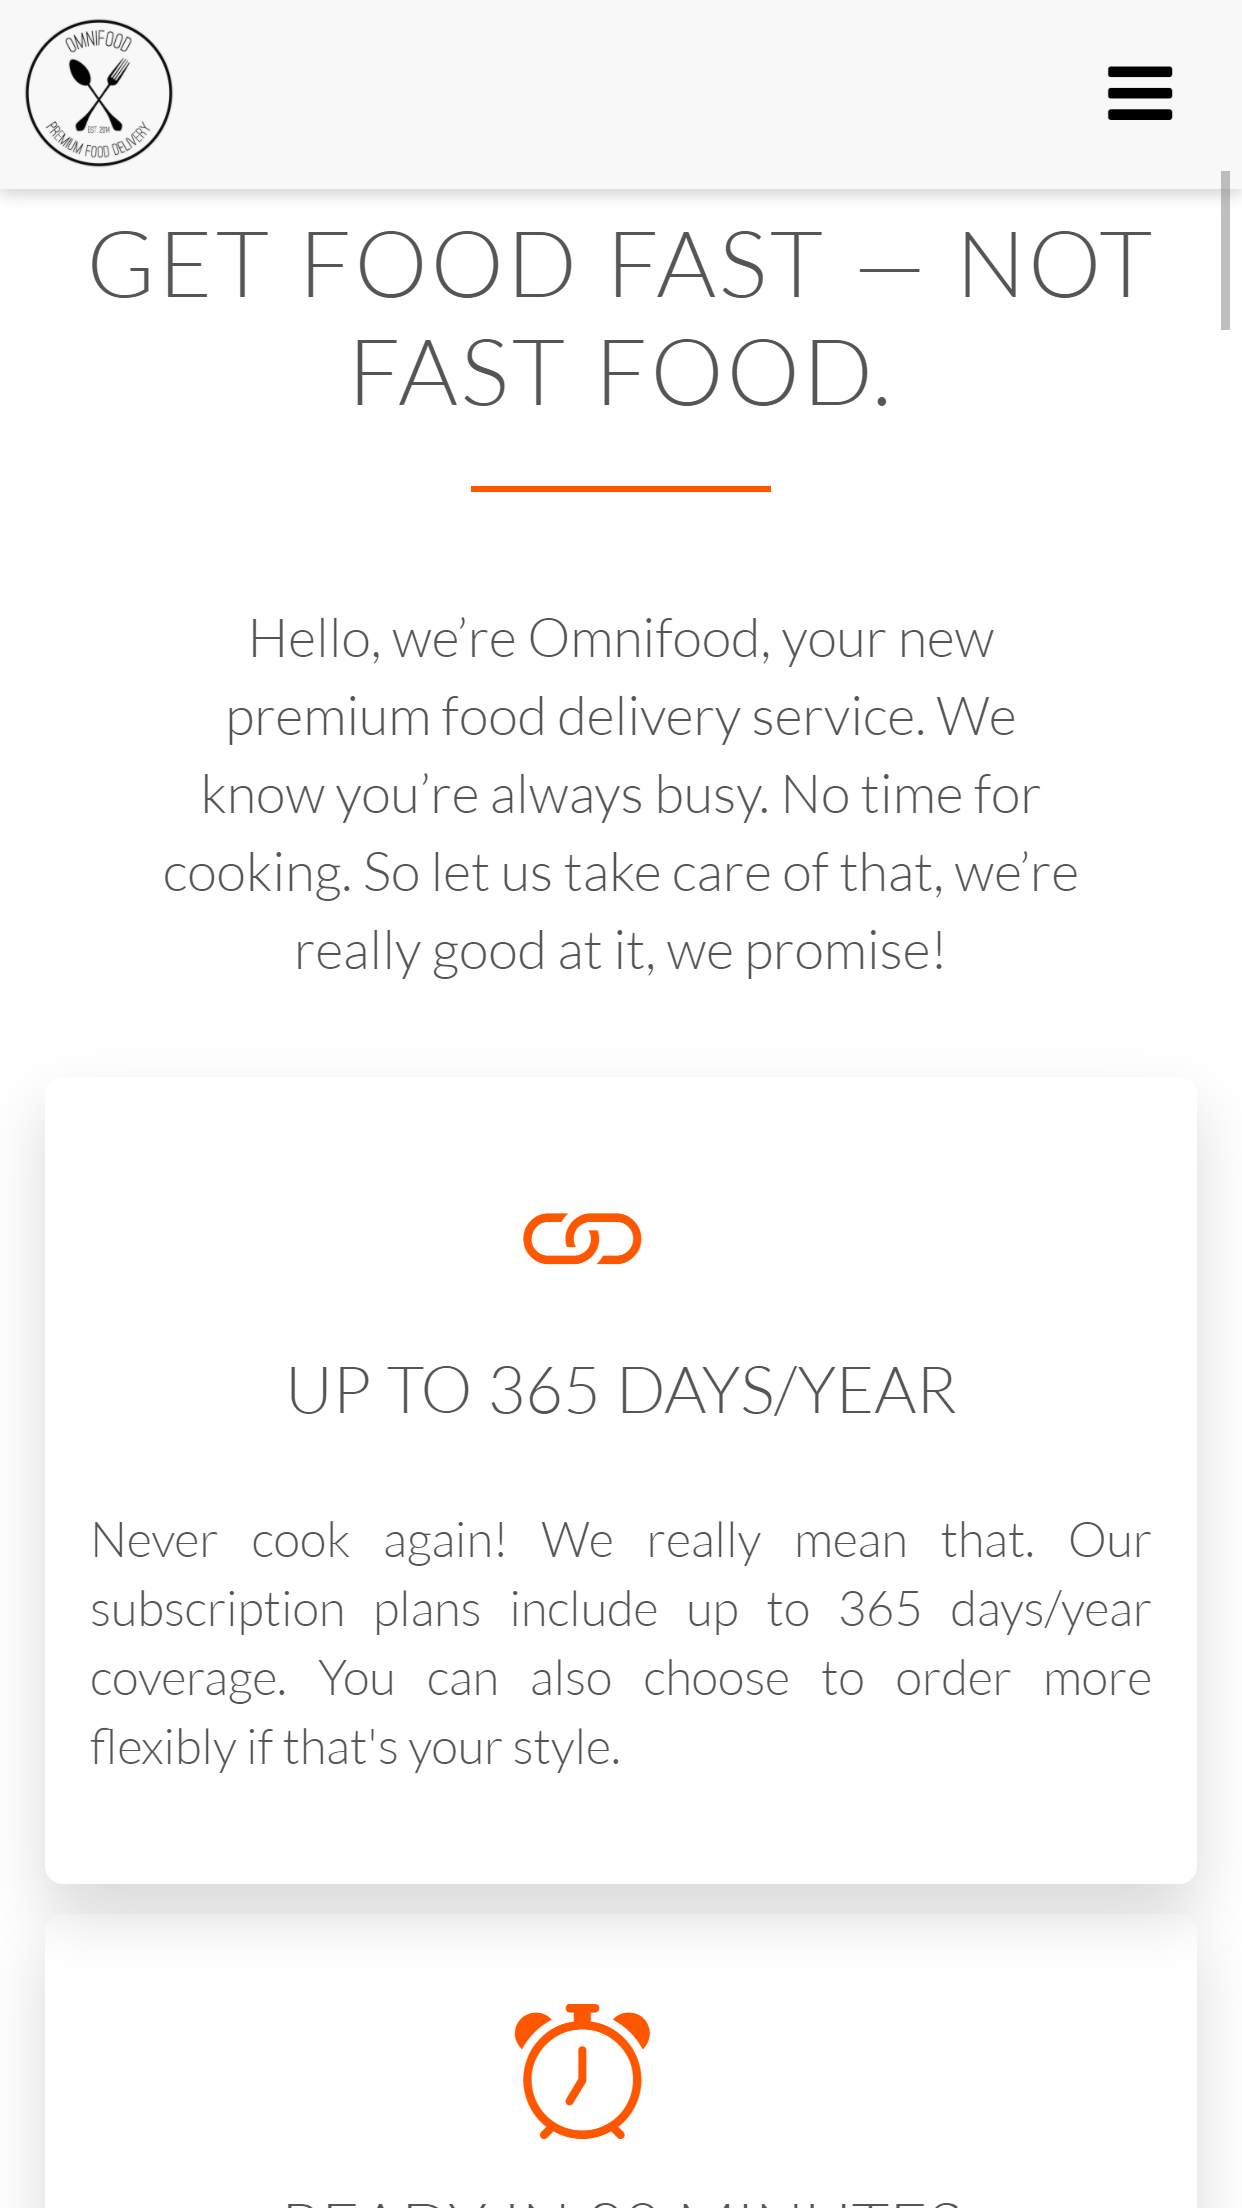 OMNIFOOD
EST. 2014
PREMIUM FOOD DELIVERY
GET FOOD FAST — NOT
FAST FOOD.
Hello, we’re Omnifood, your new
premium food delivery service. We
know you’re always busy. No time for
cooking. So let us take care of that, we’re
really good at it, we promise!
UP TO 365 DAYS/YEAR
Never cook again! We really mean that. Our
subscription plans include up to 365 days/year
coverage. You can also choose to order more
flexibly if that's your style.
READY IN 20 MINUTES